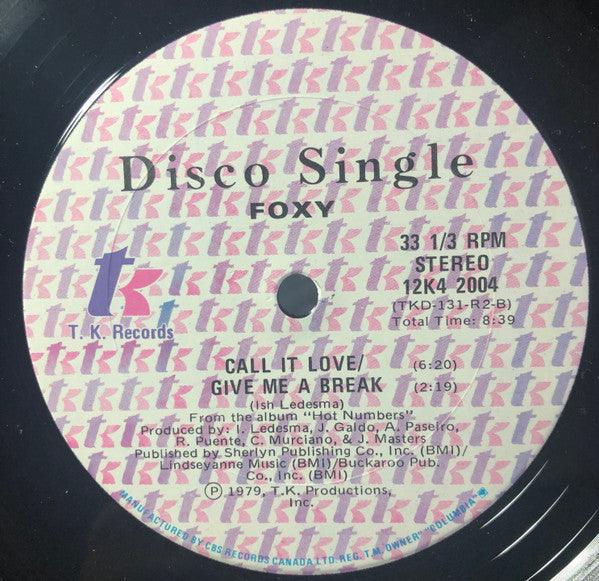 Disco Single
FOXY
33 1/3 RPM
STEREO
12K4 2004
(TKD-131-R2-B)
Total Time: 8:39
tk
T. K. Records
CALL IT LOVE/ (6:20)
GIVE ME A BREAK (2:19)
(Ish Ledesma)
From the album "Hot Numbers"
Produced by: I. Ledesma, J. Galdo, A. Paseiro,
R. Puente, C. Murciano, & J. Masters
Published by Sherlyn Publishing Co., Inc. (BMI)/
Lindseyanne Music (BMI)/Buckaroo Pub.
Co., Inc. (BMI)
Ⓟ 1979, T.K. Productions,
Inc.
MANUFACTURED BY CBS RECORDS CANADA LTD. REG. T.M. OWNER "COLUMBIA"